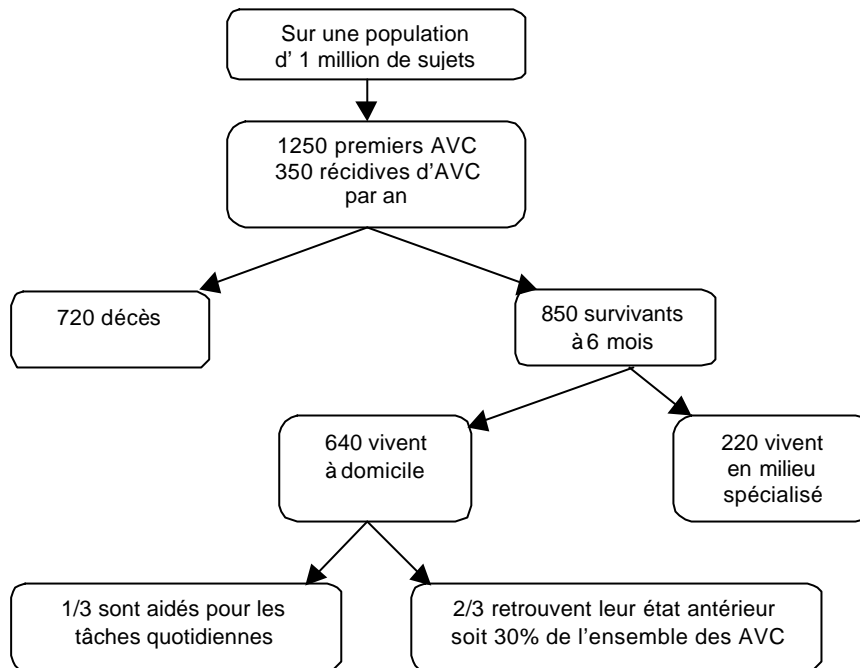 Sur une population
d' 1 million de sujets
1250 premiers AVC
350 récidives d'AVC
par an
720 décès
850 survivants
à 6 mois
640 vivent
à domicile
220 vivent
en milieu
spécialisé
1/3 sont aidés pour les
tâches quotidiennes
2/3 retrouvent leur état antérieur
soit 30% de l'ensemble des AVC